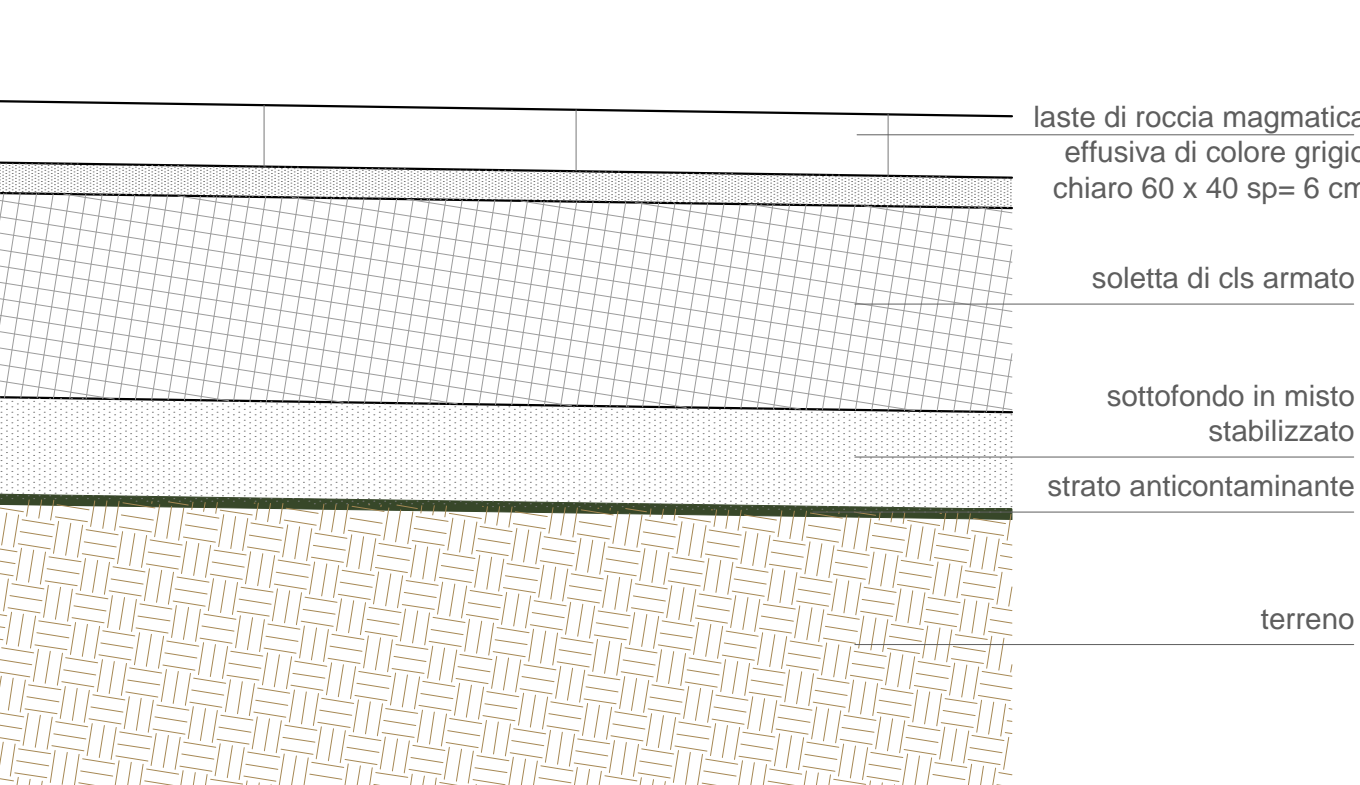 laste di roccia magmatica
effusiva di colore grigio
chiaro 60 x 40 sp= 6 cm
soletta di cls armato
sottofondo in misto
stabilizzato
strato anticontaminante
terreno